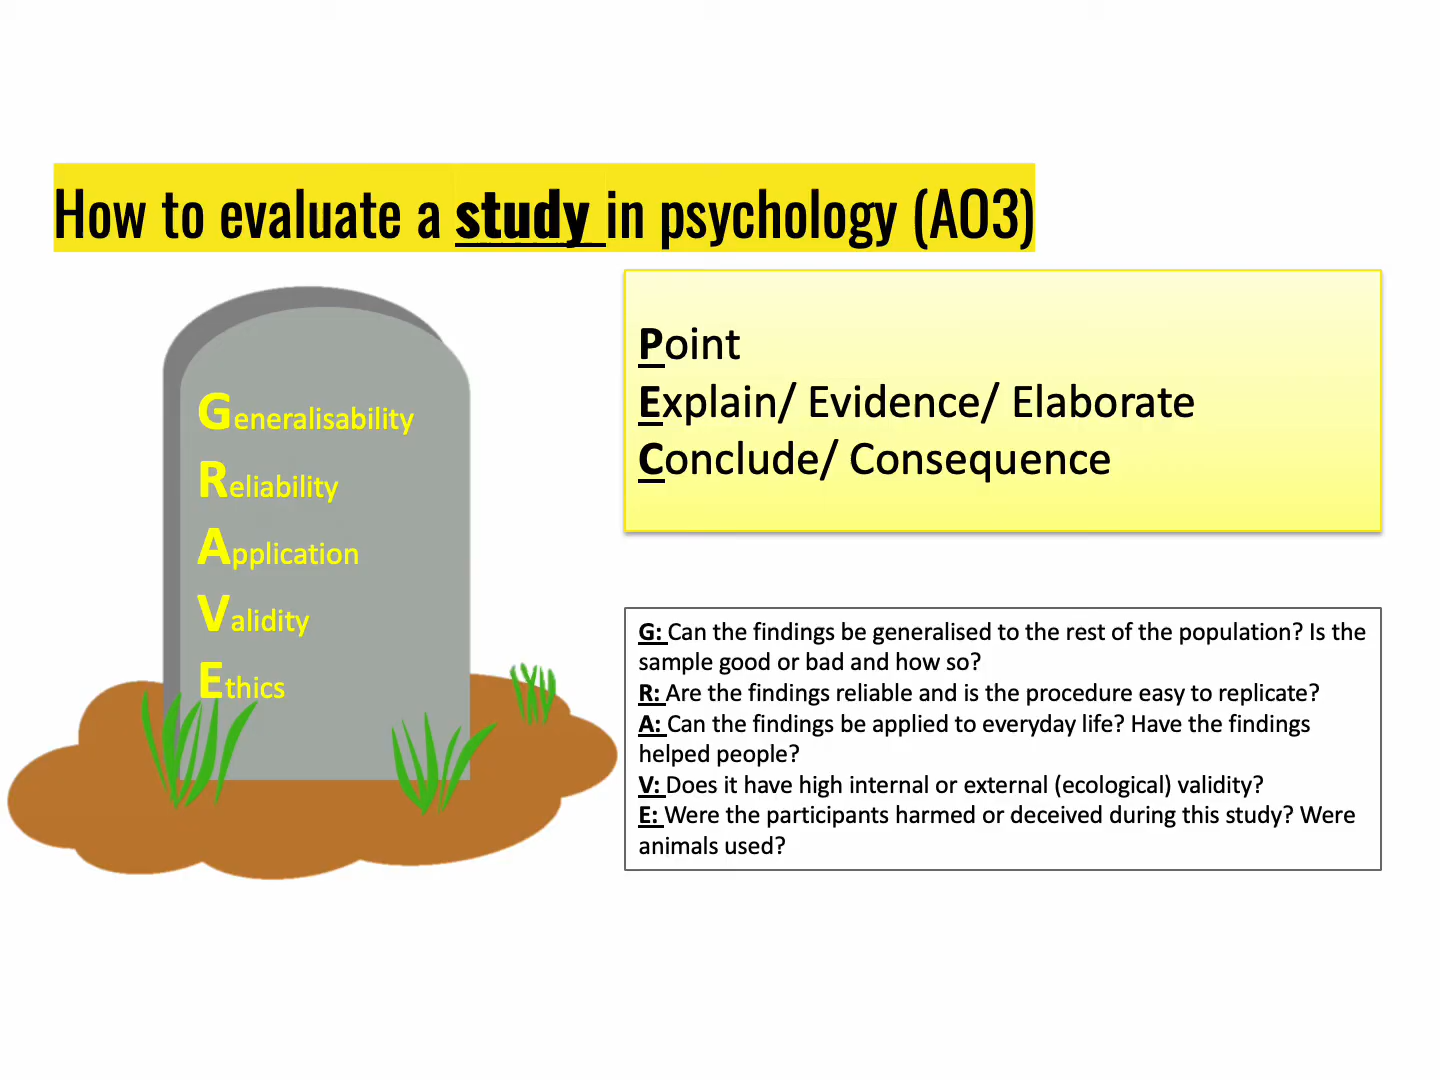 How to evaluate a study in psychology (AO3)
Generalisability
Reliability
Application
Validity
Ethics
Point
Explain/ Evidence/ Elaborate
Conclude/ Consequence
G: Can the findings be generalised to the rest of the population? Is the
sample good or bad and how so?
R: Are the findings reliable and is the procedure easy to replicate?
A: Can the findings be applied to everyday life? Have the findings
helped people?
V: Does it have high internal or external (ecological) validity?
E: Were the participants harmed or deceived during this study? Were
animals used?